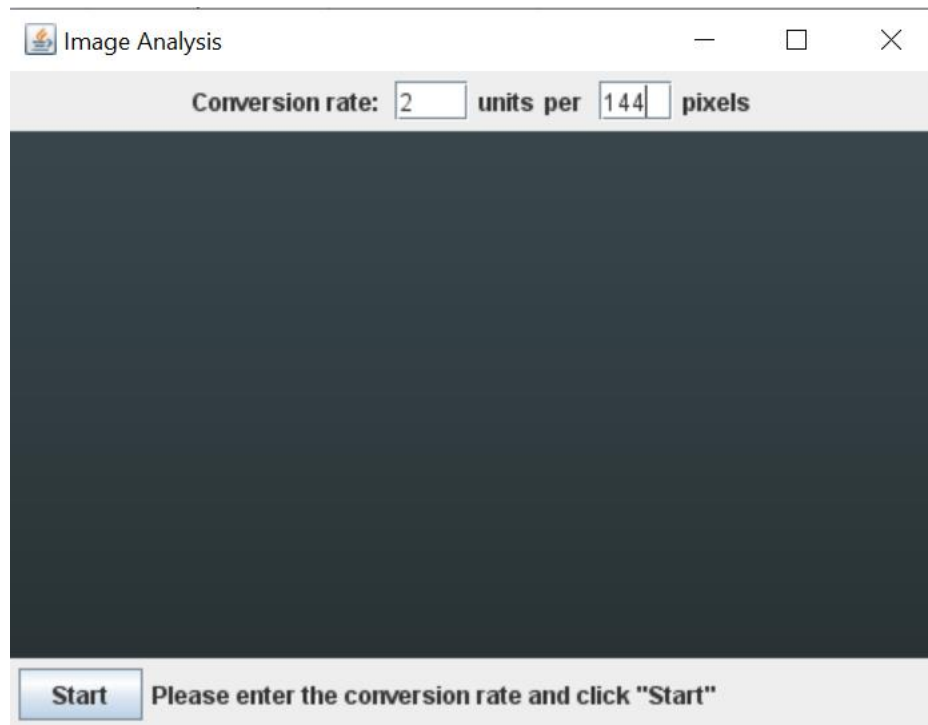 Image Analysis
Conversion rate: 2 units per 144 pixels
Start Please enter the conversion rate and click "Start"